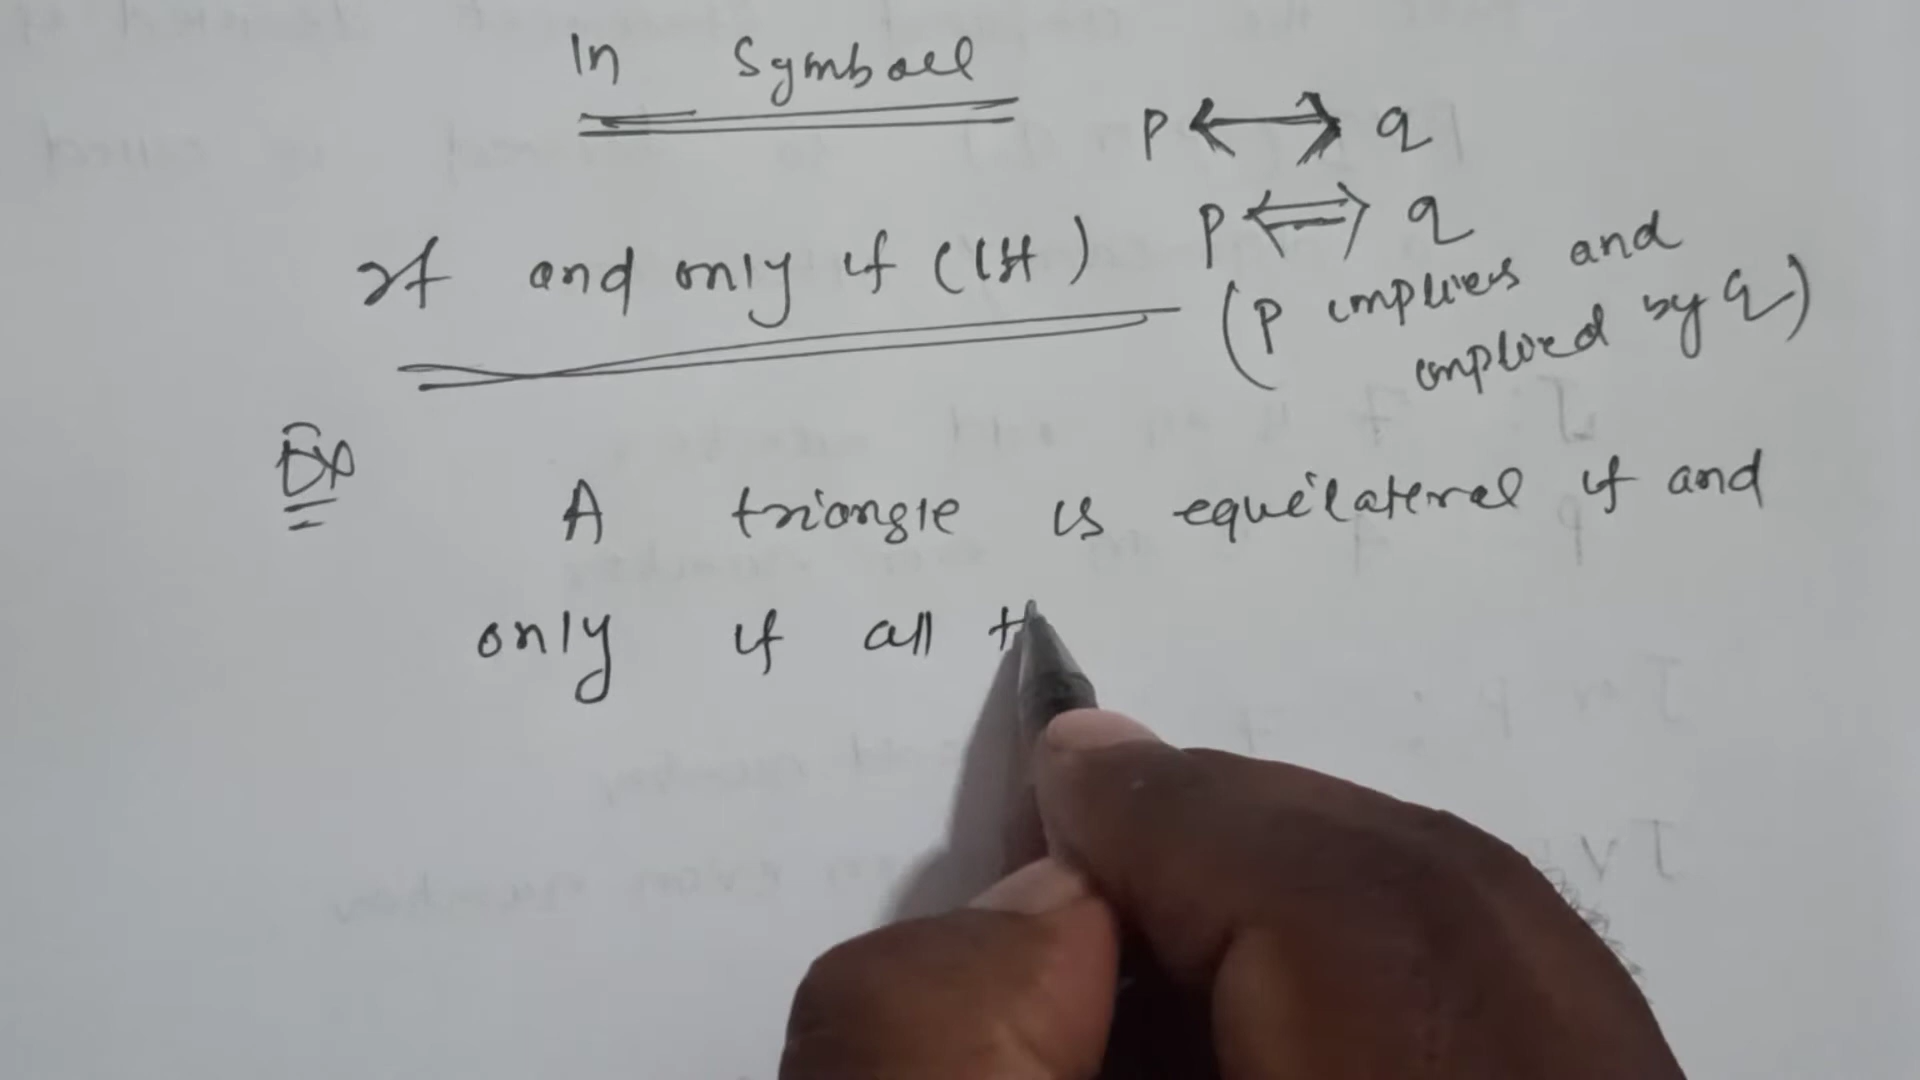 In Symboll
p ↔ q
p ⇔ q
If and only if (iff)
(p implies and
implied by q)
Ex A triangle is equilateral if and
only if all t